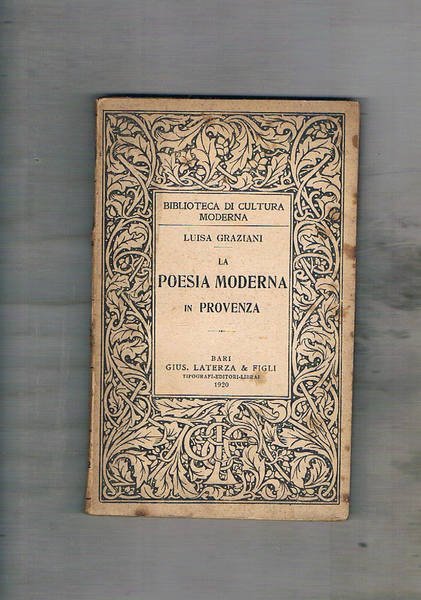 BIBLIOTECA DI CULTURA
MODERNA
LUISA GRAZIANI
LA
POESIA MODERNA
IN PROVENZA
BARI
GIUS. LATERZA & FIGLI
TIPOGRAFI-EDITORI-LIBRAI
1920